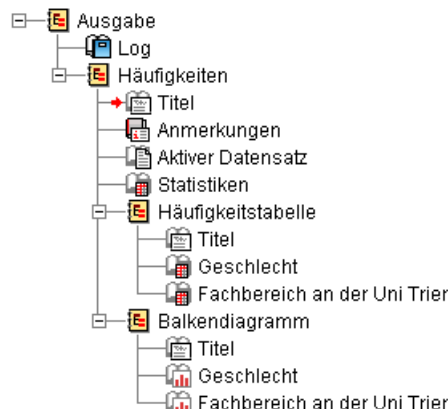 Ausgabe
Log
Häufigkeiten
Titel
Anmerkungen
Aktiver Datensatz
Statistiken
Häufigkeitstabelle
Titel
Geschlecht
Fachbereich an der Uni Trier
Balkendiagramm
Titel
Geschlecht
Fachbereich an der Uni Trier